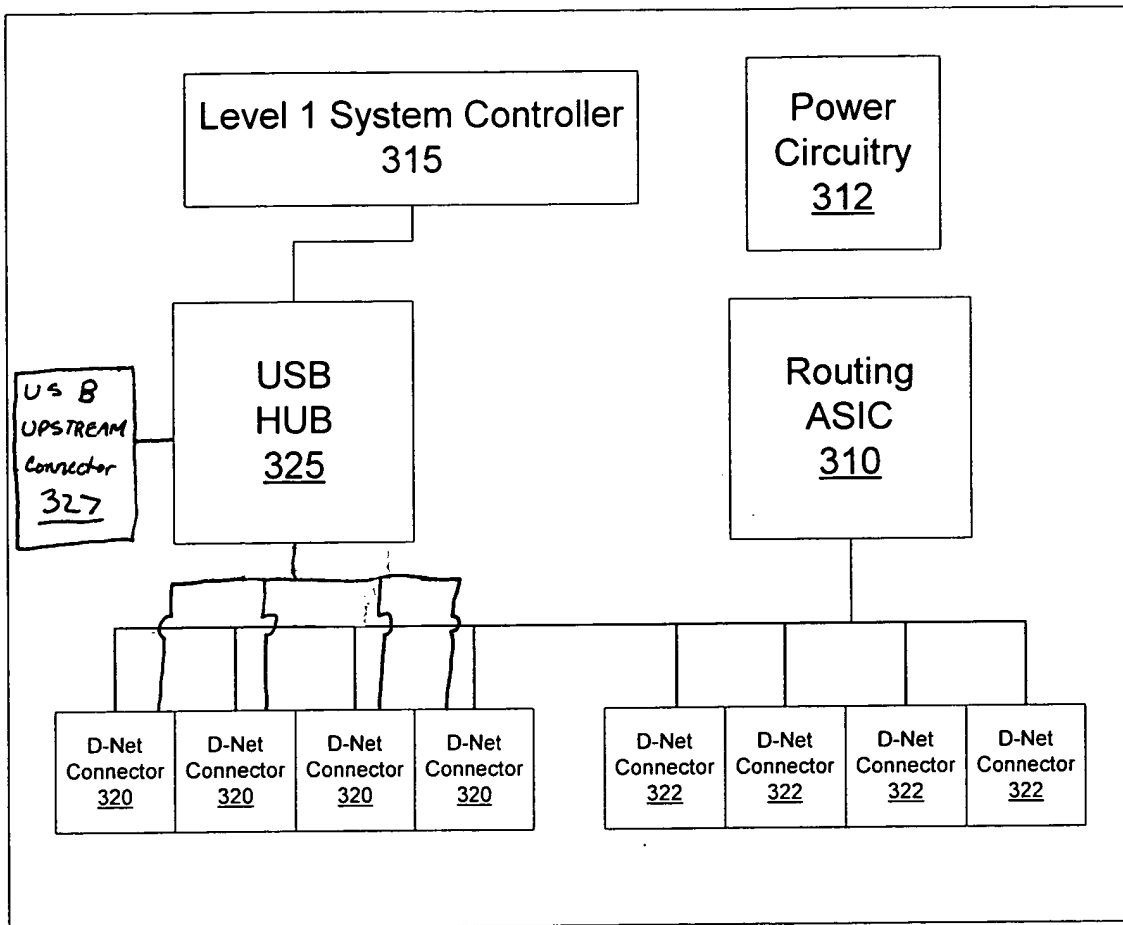 Level 1 System Controller
315
Power
Circuitry
312
USB
HUB
325
Routing
ASIC
310
US B
UPSTREAM
Connector
327
D-Net
Connector
320
D-Net
Connector
320
D-Net
Connector
320
D-Net
Connector
320
D-Net
Connector
322
D-Net
Connector
322
D-Net
Connector
322
D-Net
Connector
322